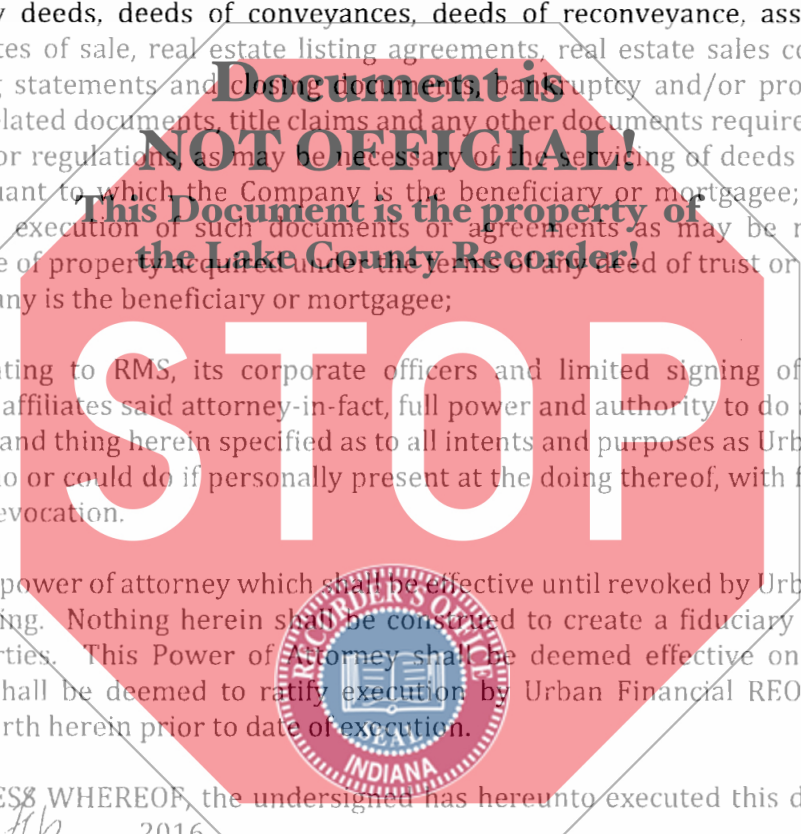 y deeds, deeds of conveyances, deeds of reconveyance, ass
tes of sale, real estate listing agreements, real estate sales co
g statements and closing documents, bankruptcy and/or pro
elated documents, title claims and any other documents require
or regulations, as may be necessary of the servicing of deeds
uant to which the Company is the beneficiary or mortgagee;
execution of such documents or agreements as may be r
e of property acquired under the terms of any deed of trust or
any is the beneficiary or mortgagee;
Document is
NOT OFFICIAL!
This Document is the property of
the Lake County Recorder!
STOP
nting to RMS, its corporate officers and limited signing of
affiliates said attorney-in-fact, full power and authority to do
and thing herein specified as to all intents and purposes as Urb
do or could do if personally present at the doing thereof, with f
evocation.
power of attorney which shall be effective until revoked by Urb
ing. Nothing herein shall be construed to create a fiduciary
rties. This Power of Attorney shall be deemed effective on
hall be deemed to ratify execution by Urban Financial REO
rth herein prior to date of execution.
RECORDER'S OFFICE
SEAL
INDIANA
ESS WHEREOF, the undersigned has hereunto executed this d
2016